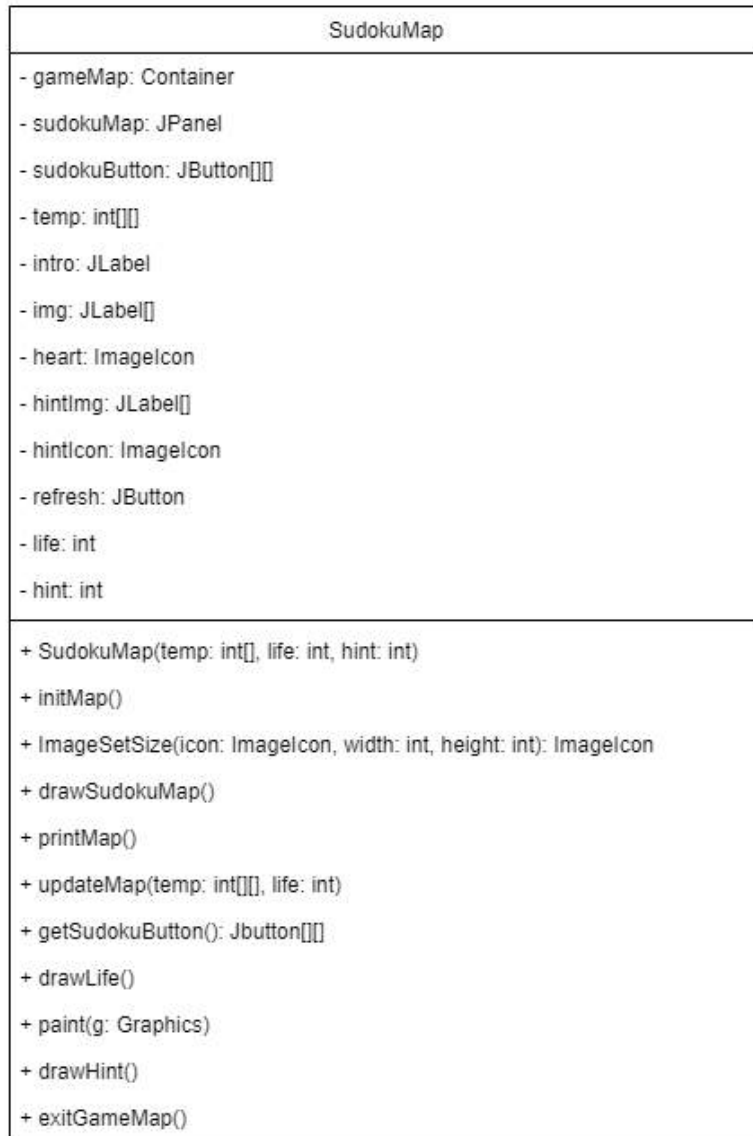 SudokuMap
- gameMap: Container
- sudokuMap: JPanel
- sudokuButton: JButton[][]
- temp: int[][]
- intro: JLabel
- img: JLabel[]
- heart: ImageIcon
- hintImg: JLabel[]
- hintIcon: ImageIcon
- refresh: JButton
- life: int
- hint: int
+ SudokuMap(temp: int[], life: int, hint: int)
+ initMap()
+ ImageSetSize(icon: ImageIcon, width: int, height: int): ImageIcon
+ drawSudokuMap()
+ printMap()
+ updateMap(temp: int[][], life: int)
+ getSudokuButton(): Jbutton[][]
+ drawLife()
+ paint(g: Graphics)
+ drawHint()
+ exitGameMap()